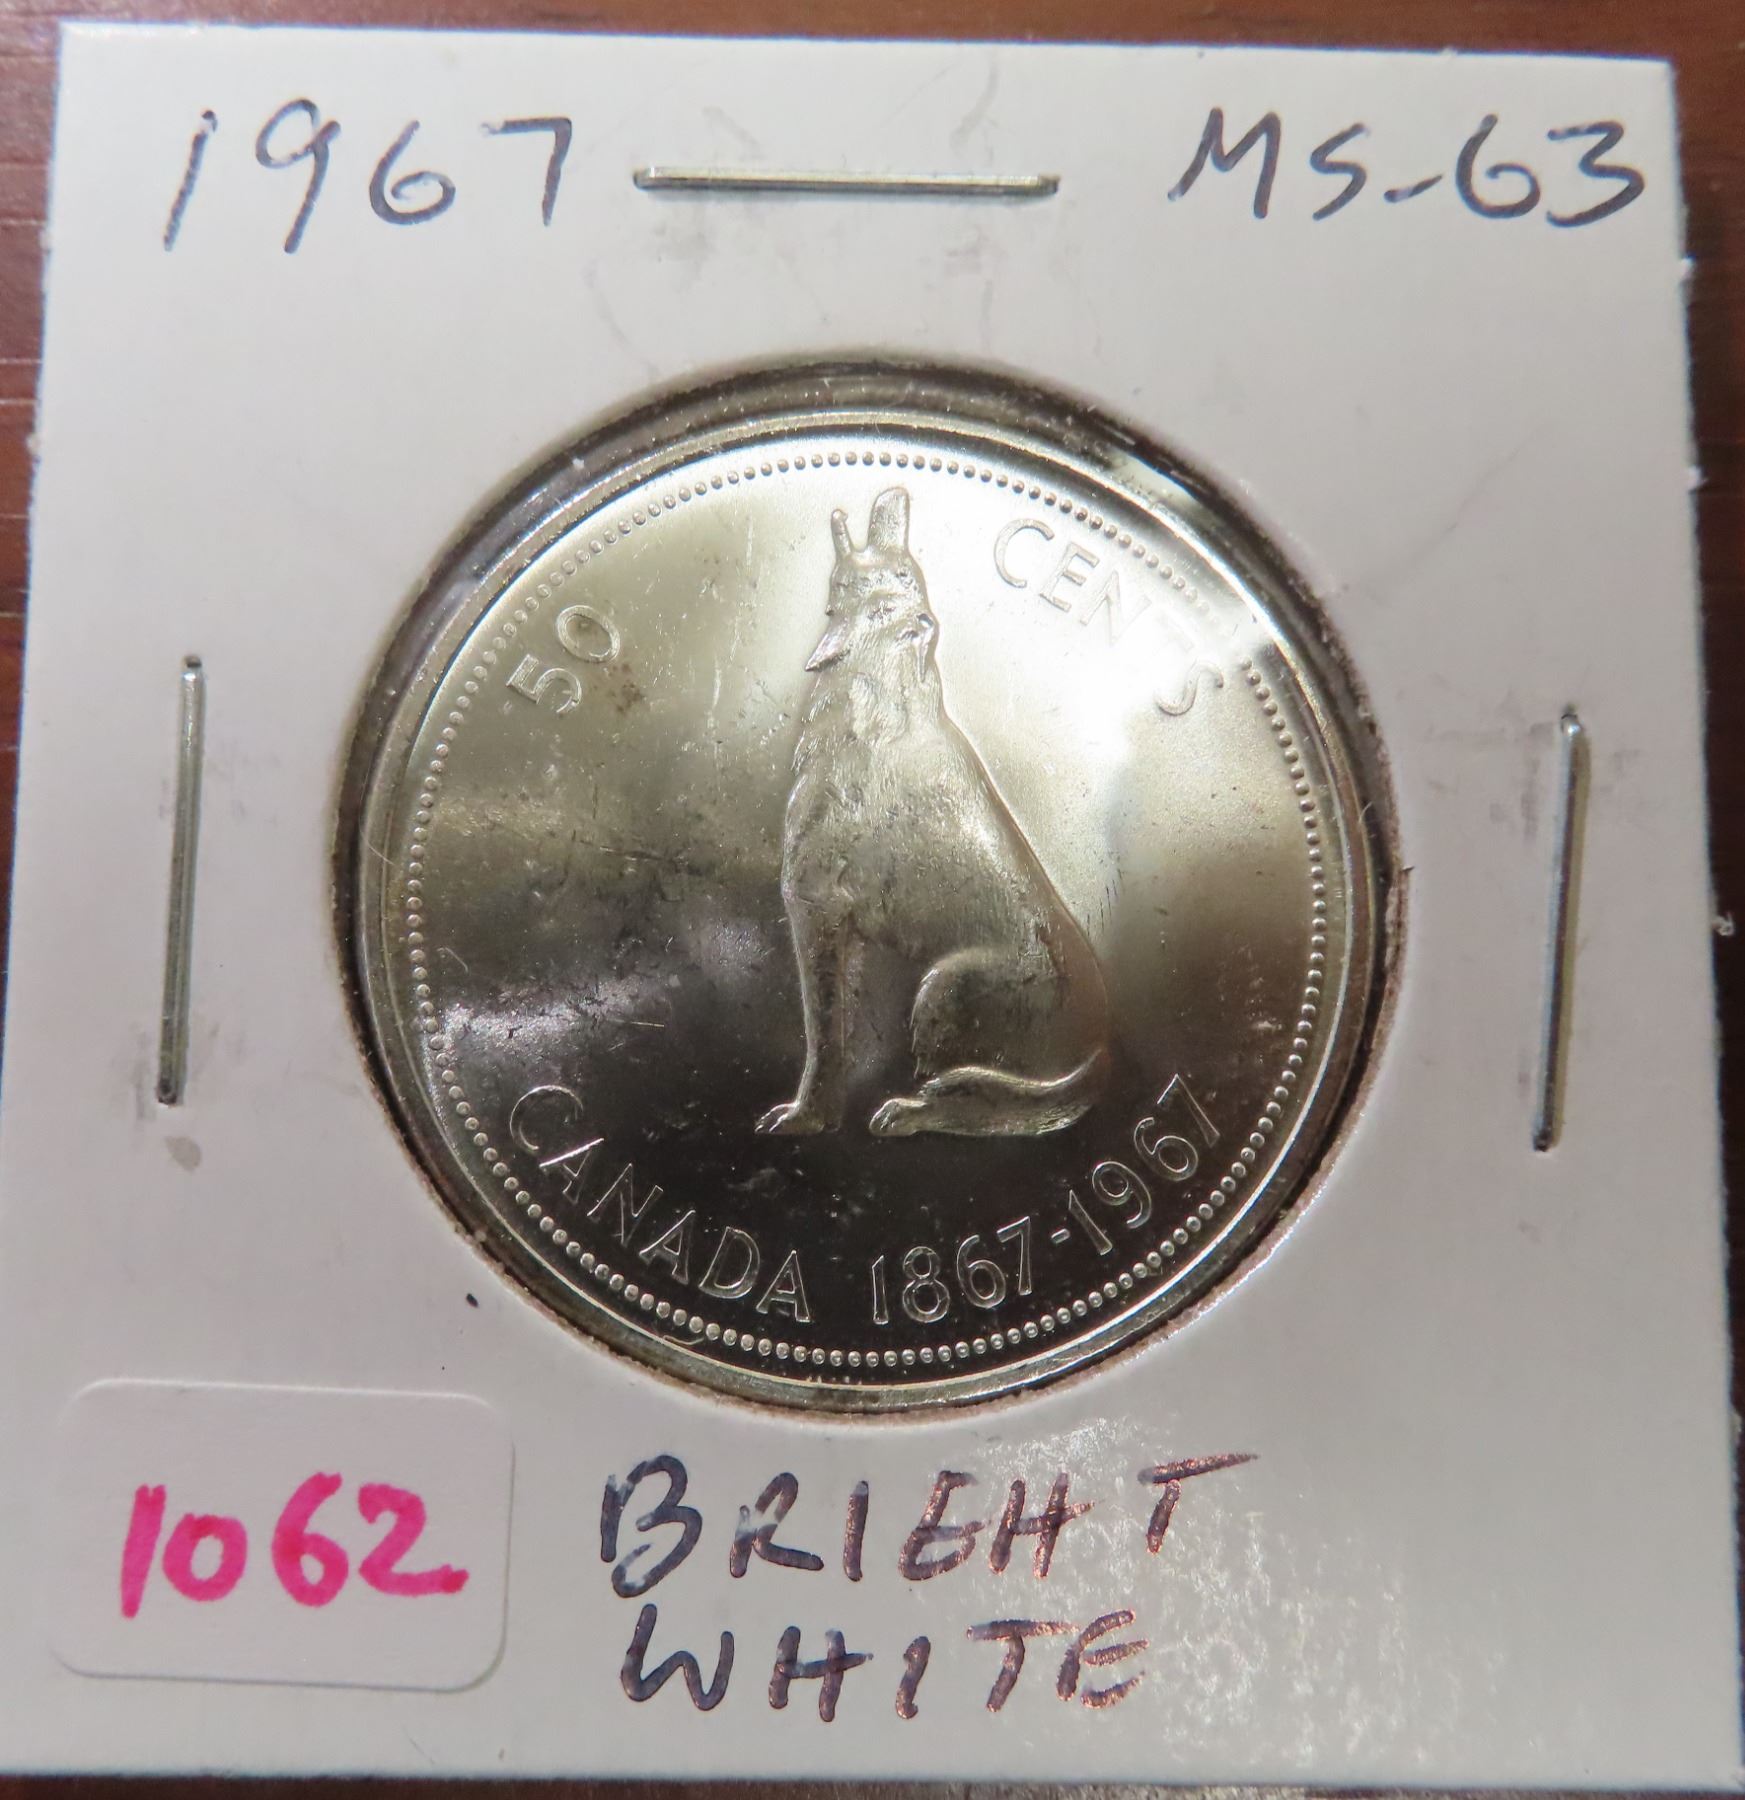 1967 MS-63
50 CENTS
CANADA 1867-1967
1062
BRIGHT
WHITE